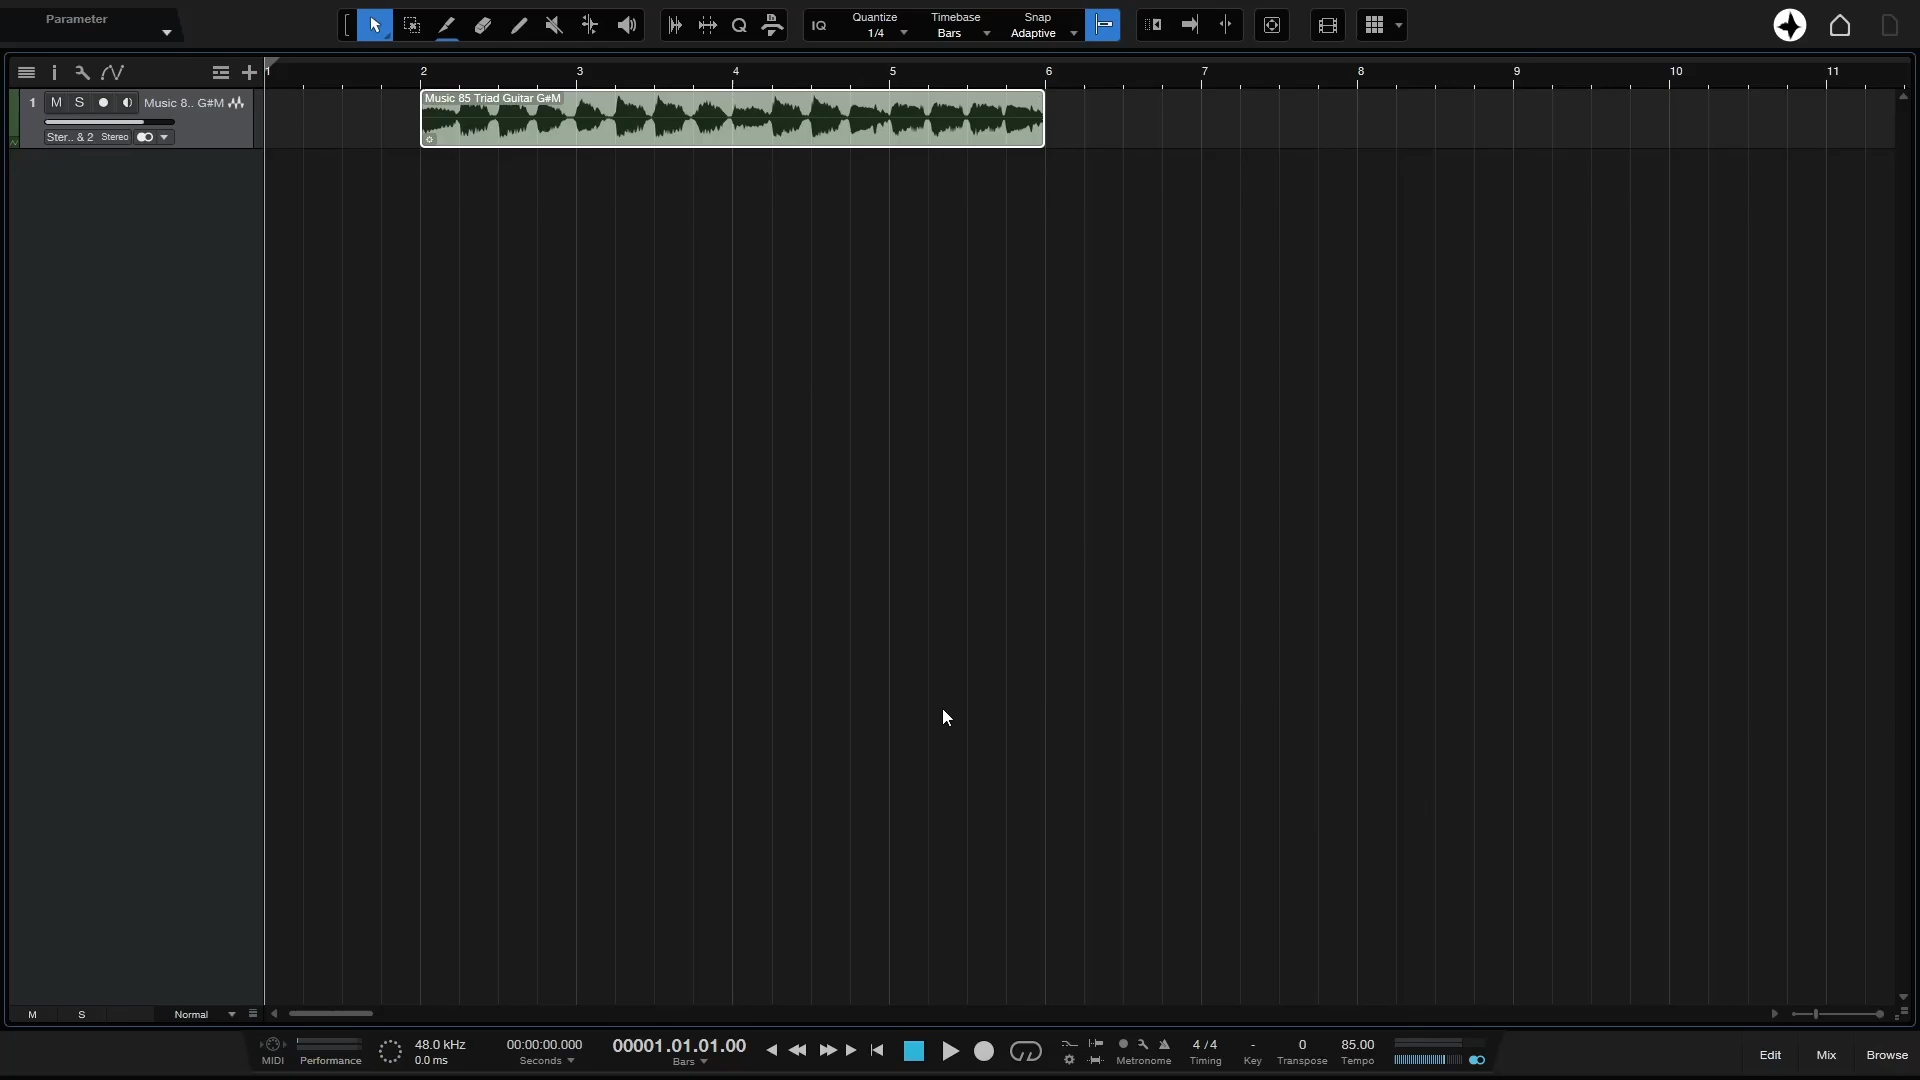 Parameter
IQ
Quantize
1/4
Timebase
Bars
Snap
Adaptive
1 2 3 4 5 6 7 8 9 10 11
1 M S Music 8.. G#M
Ster.. & 2 Stereo
Music 85 Triad Guitar G#M
M S Normal
MIDI
Performance
48.0 kHz
0.0 ms
00:00:00.000
Seconds
00001.01.01.00
Bars
Metronome
4 / 4
Timing
-
Key
0
Transpose
85.00
Tempo
Edit
Mix
Browse